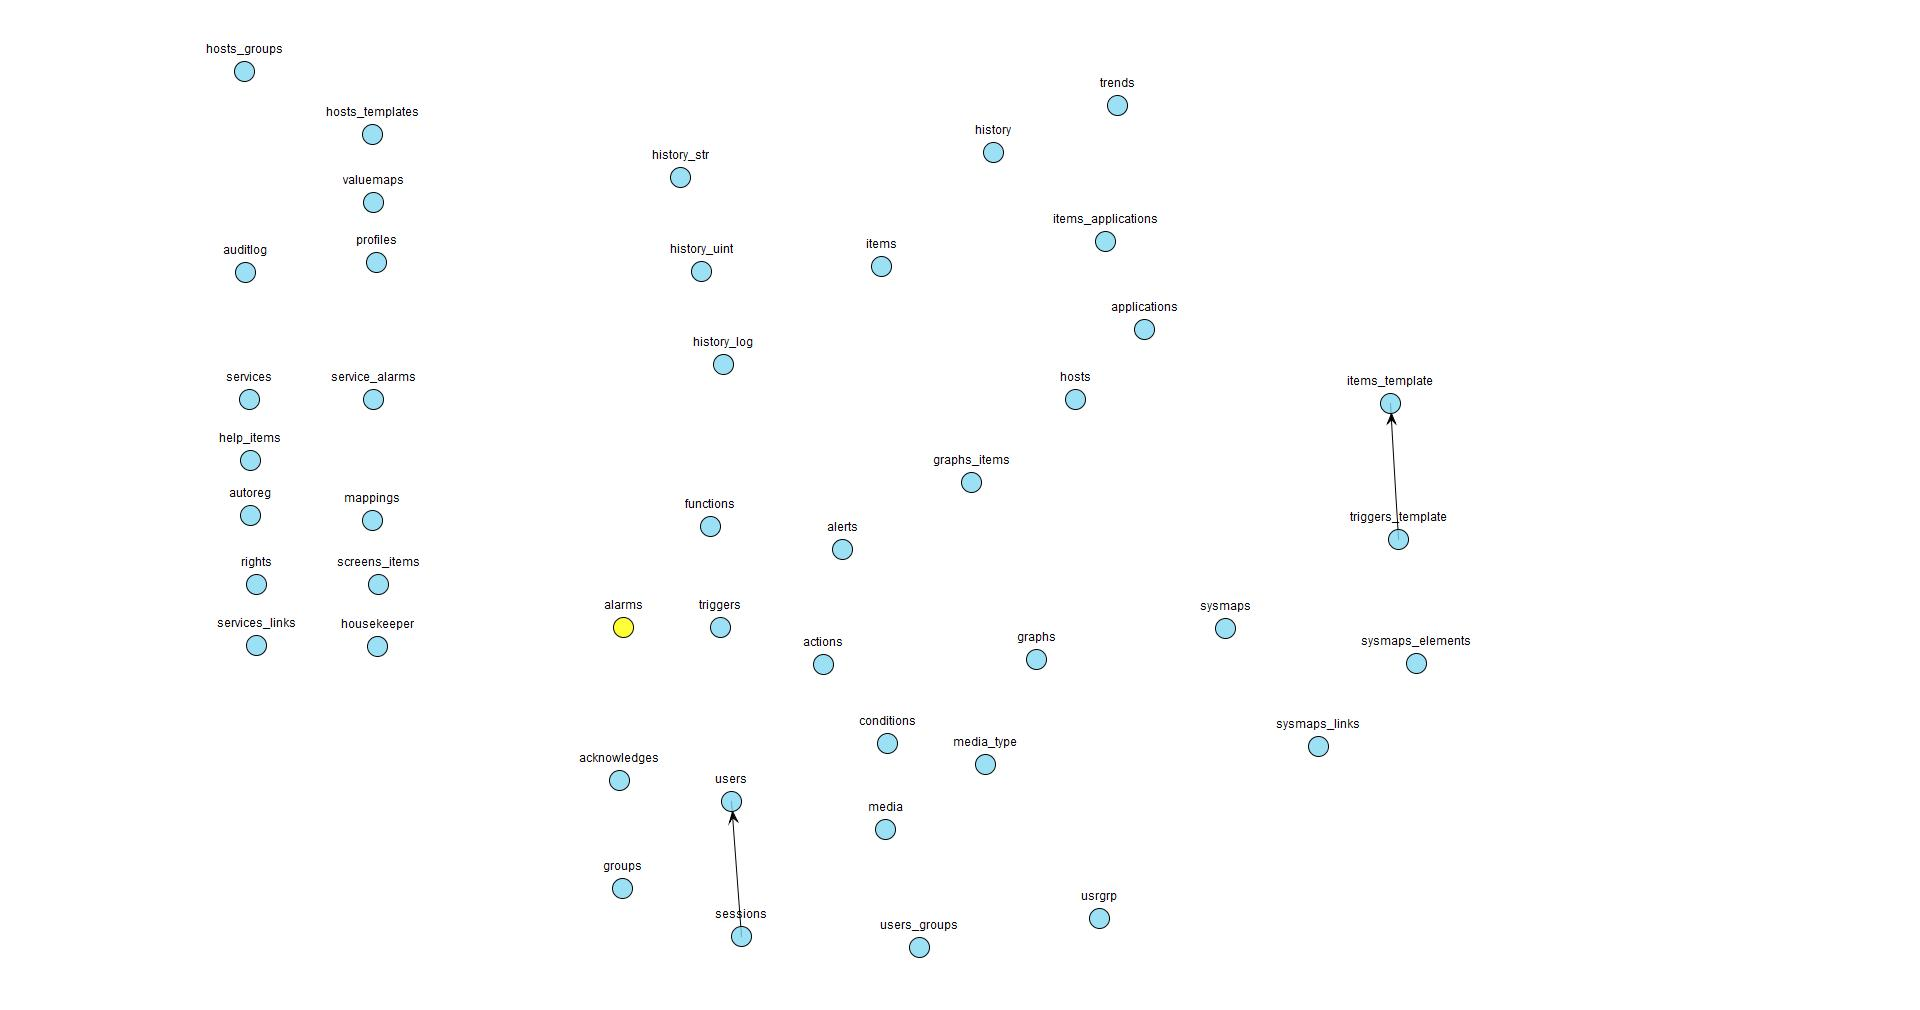 hosts_groups
trends
hosts_templates
history
history_str
valuemaps
items_applications
profiles
items
history_uint
auditlog
applications
history_log
services
service_alarms
hosts
items_template
help_items
graphs_items
autoreg
mappings
functions
triggers_template
alerts
rights
screens_items
alarms
triggers
sysmaps
services_links
housekeeper
graphs
sysmaps_elements
actions
conditions
sysmaps_links
media_type
acknowledges
users
media
groups
usrgrp
sessions
users_groups